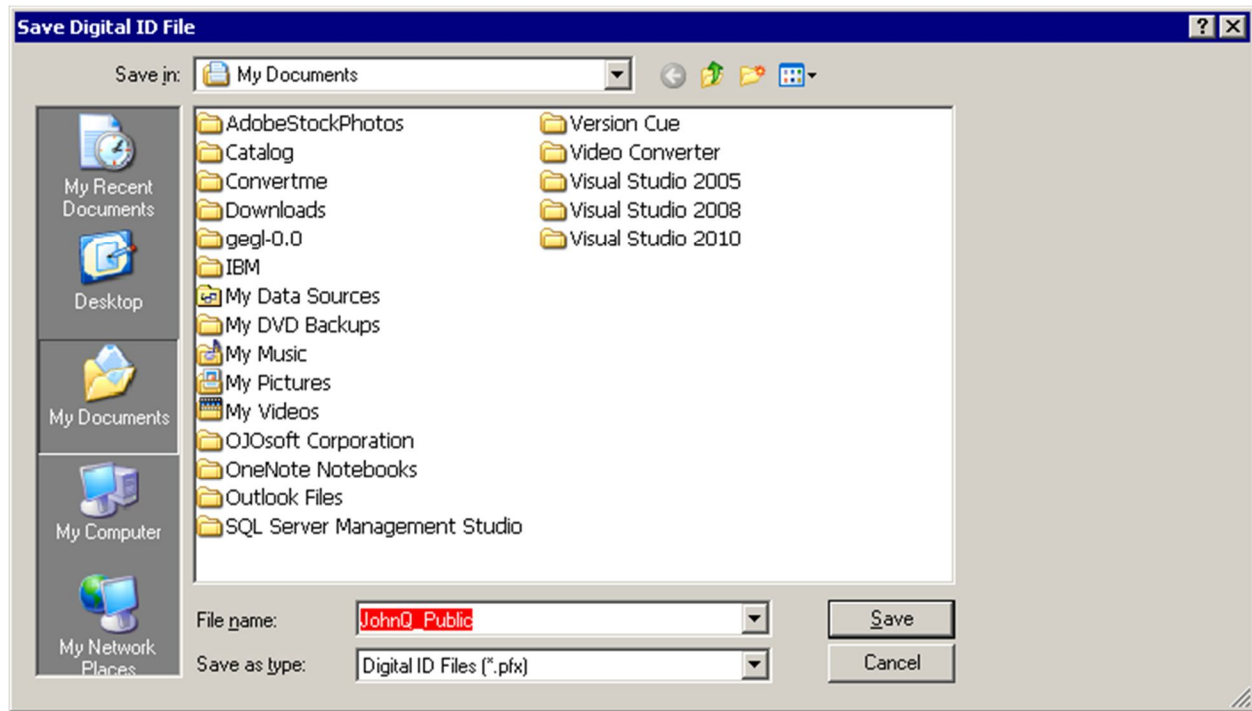 Save Digital ID File
Save in: My Documents
My Recent
Documents
Desktop
My Documents
My Computer
My Network
Places
AdobeStockPhotos
Catalog
Convertme
Downloads
gegl-0.0
IBM
My Data Sources
My DVD Backups
My Music
My Pictures
My Videos
OJOsoft Corporation
OneNote Notebooks
Outlook Files
SQL Server Management Studio
Version Cue
Video Converter
Visual Studio 2005
Visual Studio 2008
Visual Studio 2010
File name: JohnQ_Public
Save
Save as type: Digital ID Files (*.pfx)
Cancel